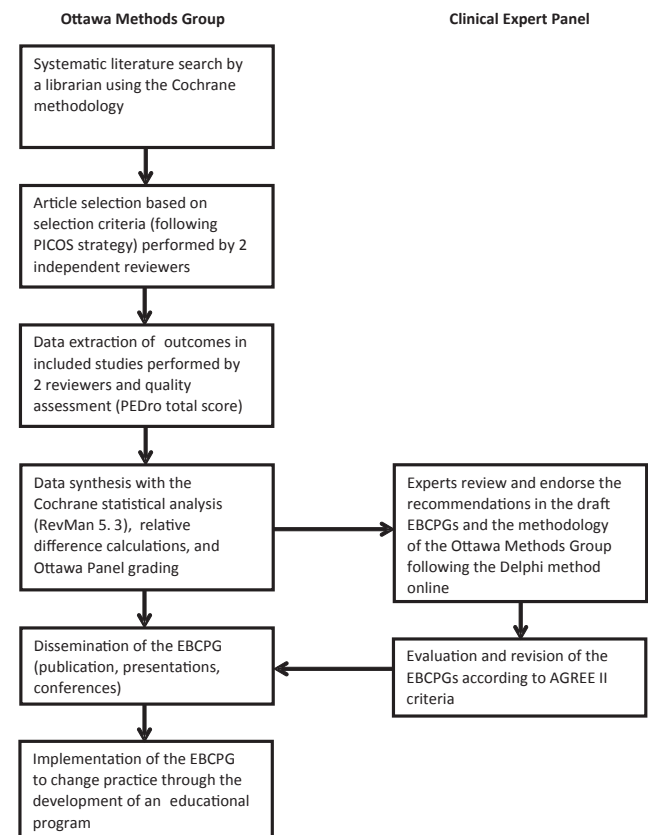 Ottawa Methods Group
Clinical Expert Panel
Systematic literature search by
a librarian using the Cochrane
methodology
Article selection based on
selection criteria (following
PICOS strategy) performed by 2
independent reviewers
Data extraction of outcomes in
included studies performed by
2 reviewers and quality
assessment (PEDro total score)
Data synthesis with the
Cochrane statistical analysis
(RevMan 5. 3), relative
difference calculations, and
Ottawa Panel grading
Experts review and endorse the
recommendations in the draft
EBCPGs and the methodology
of the Ottawa Methods Group
following the Delphi method
online
Dissemination of the EBCPG
(publication, presentations,
conferences)
Evaluation and revision of the
EBCPGs according to AGREE II
criteria
Implementation of the EBCPG
to change practice through the
development of an educational
program